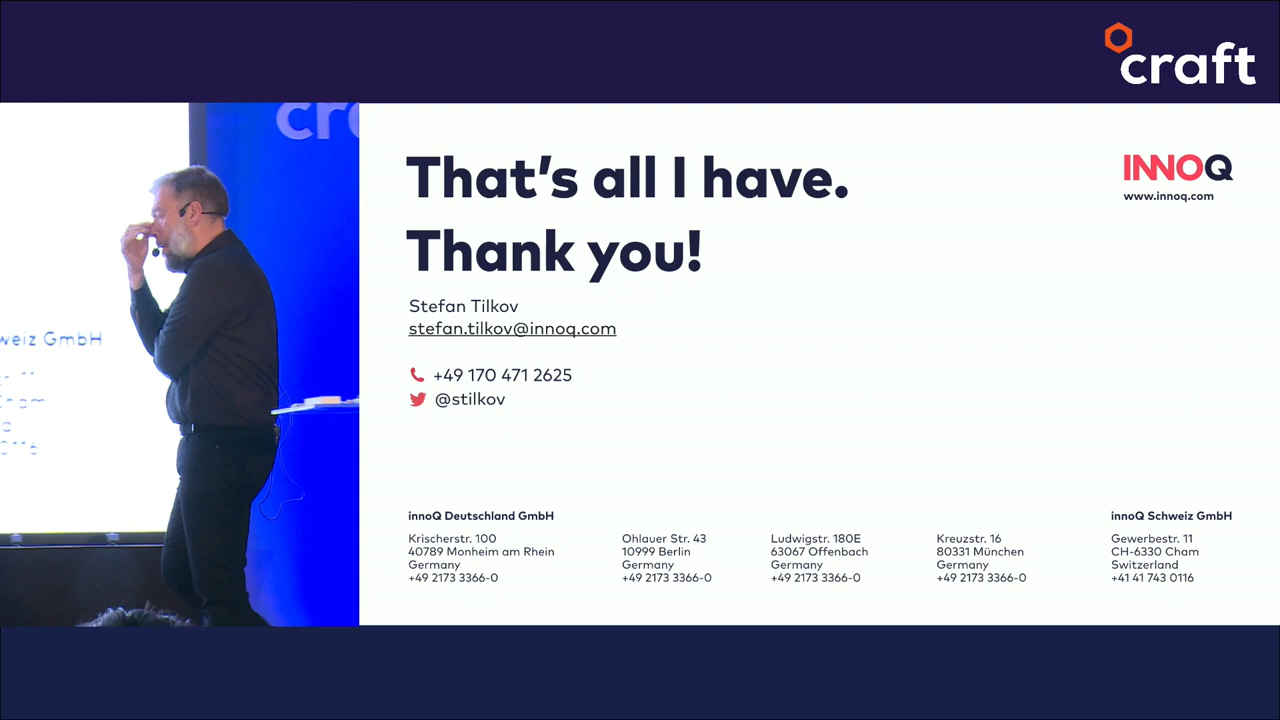 craft
cr
That's all I have.
Thank you!
INNOQ
www.innoq.com
Stefan Tilkov
stefan.tilkov@innoq.com
+49 170 471 2625
@stilkov
weiz GmbH
innoQ Deutschland GmbH
Krischerstr. 100
40789 Monheim am Rhein
Germany
+49 2173 3366-0
Ohlauer Str. 43
10999 Berlin
Germany
+49 2173 3366-0
Ludwigstr. 180E
63067 Offenbach
Germany
+49 2173 3366-0
Kreuzstr. 16
80331 München
Germany
+49 2173 3366-0
innoQ Schweiz GmbH
Gewerbestr. 11
CH-6330 Cham
Switzerland
+41 41 743 0116